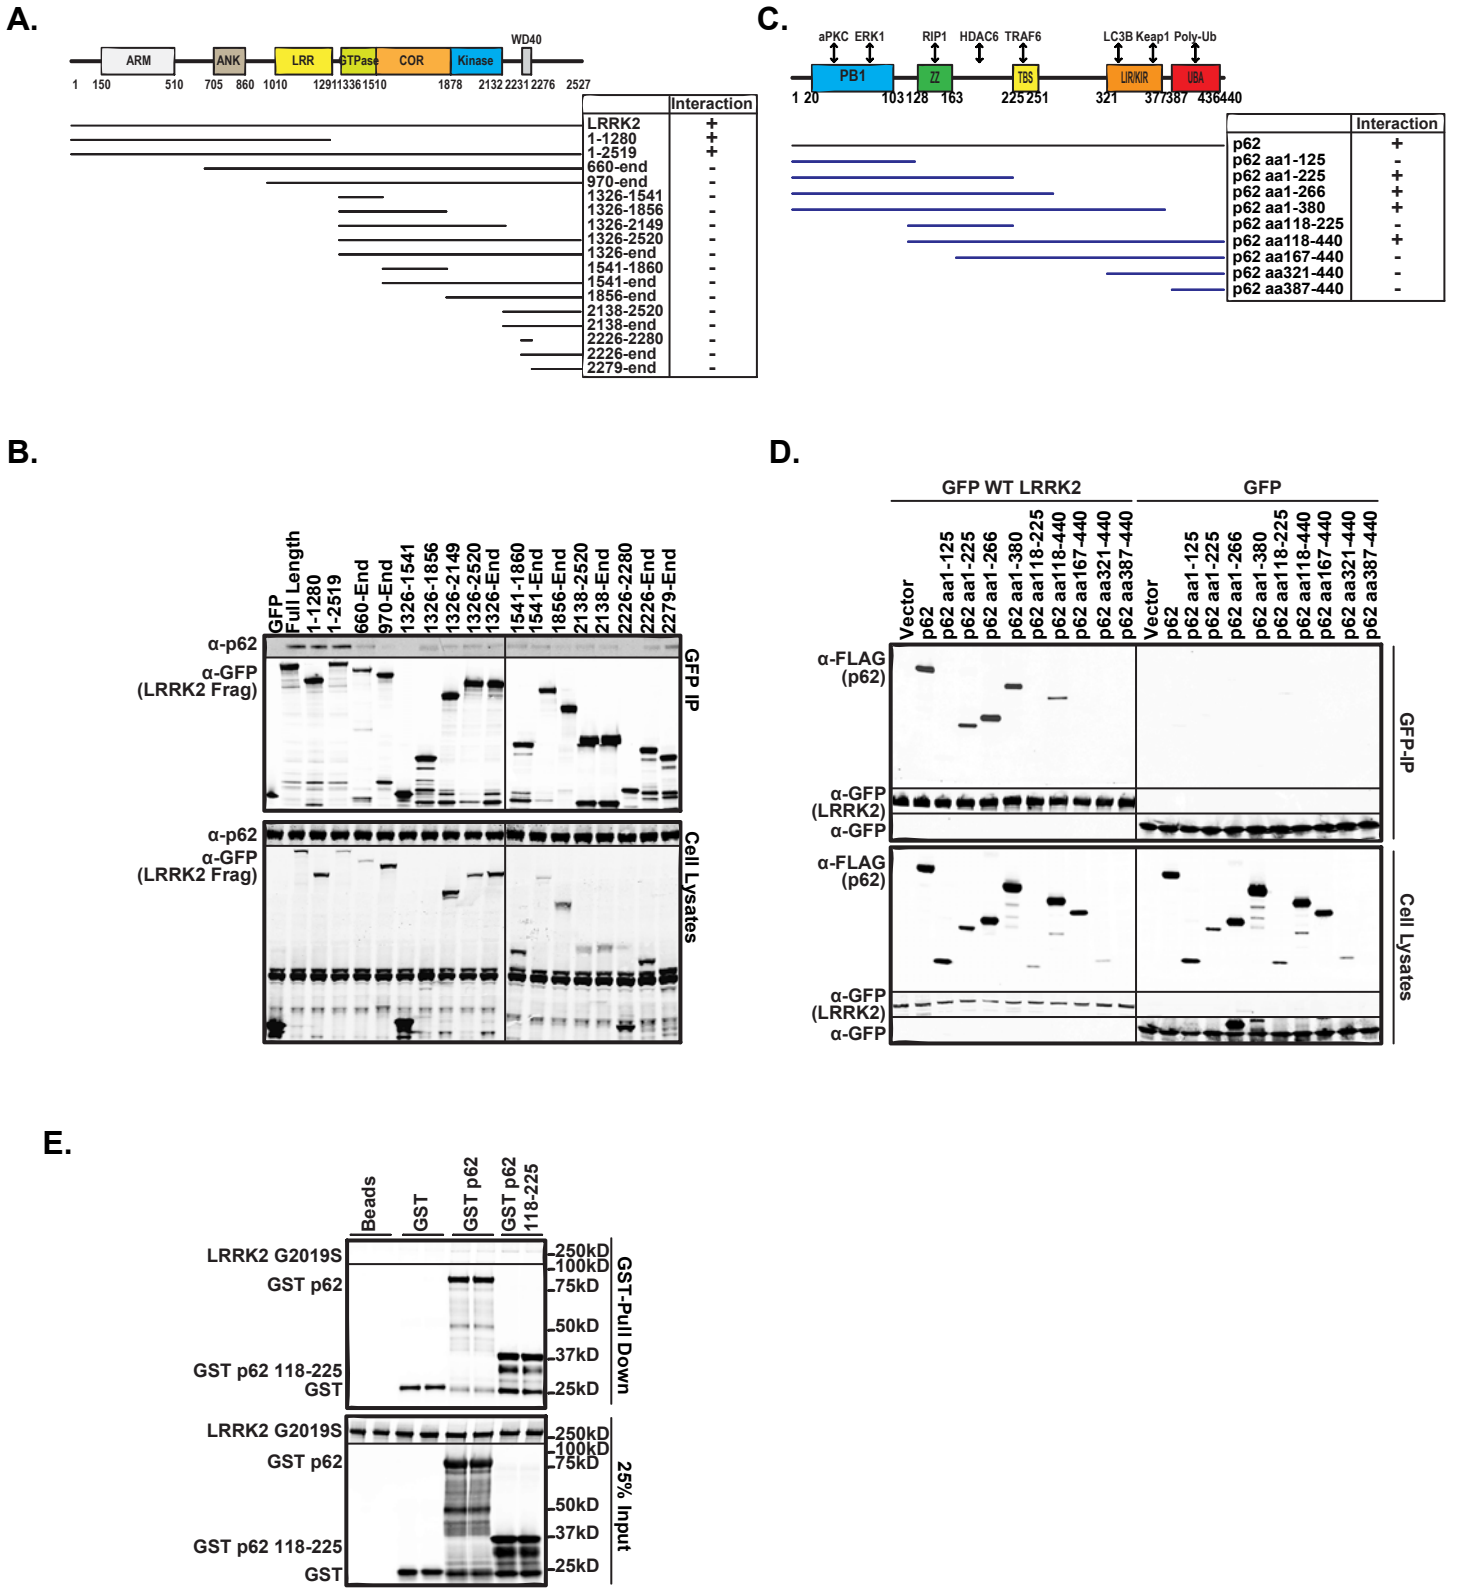 A.
WD40
ARM ANK LRR GTPase COR Kinase
1 150 510 705 860 1010 1291 1336 1510 1878 2132 2231 2276 2527
Interaction
LRRK2 +
1-1280 +
1-2519 +
660-end -
970-end -
1326-1541 -
1326-1856 -
1326-2149 -
1326-2520 -
1326-end -
1541-1860 -
1541-end -
1856-end -
2138-2520 -
2138-end -
2226-2280 -
2226-end -
2279-end -
C.
aPKC ERK1 RIP1 HDAC6 TRAF6 LC3B Keap1 Poly-Ub
PB1 ZZ TBS LIR/KIR UBA
1 20 103 128 163 225 251 321 377 387 436 440
Interaction
p62 +
p62 aa1-125 -
p62 aa1-225 +
p62 aa1-266 +
p62 aa1-380 +
p62 aa118-225 -
p62 aa118-440 +
p62 aa167-440 -
p62 aa321-440 -
p62 aa387-440 -
B.
GFP
Full Length
1-1280
1-2519
660-End
970-End
1326-1541
1326-1856
1326-2149
1326-2520
1326-End
1541-1860
1541-End
1856-End
2138-2520
2138-End
2226-2280
2226-End
2279-End
α-p62
α-GFP
(LRRK2 Frag)
GFP IP
α-p62
α-GFP
(LRRK2 Frag)
Cell Lysates
D.
GFP WT LRRK2 GFP
Vector
p62
p62 aa1-125
p62 aa1-225
p62 aa1-266
p62 aa1-380
p62 aa118-225
p62 aa118-440
p62 aa167-440
p62 aa321-440
p62 aa387-440
Vector
p62
p62 aa1-125
p62 aa1-225
p62 aa1-266
p62 aa1-380
p62 aa118-225
p62 aa118-440
p62 aa167-440
p62 aa321-440
p62 aa387-440
α-FLAG
(p62)
α-GFP
(LRRK2)
α-GFP
GFP-IP
α-FLAG
(p62)
α-GFP
(LRRK2)
α-GFP
Cell Lysates
E.
Beads
GST
GST p62
GST p62
118-225
LRRK2 G2019S
GST p62
GST p62 118-225
GST
250kD
100kD
75kD
50kD
37kD
25kD
GST-Pull Down
LRRK2 G2019S
GST p62
GST p62 118-225
GST
250kD
100kD
75kD
50kD
37kD
25kD
25% Input